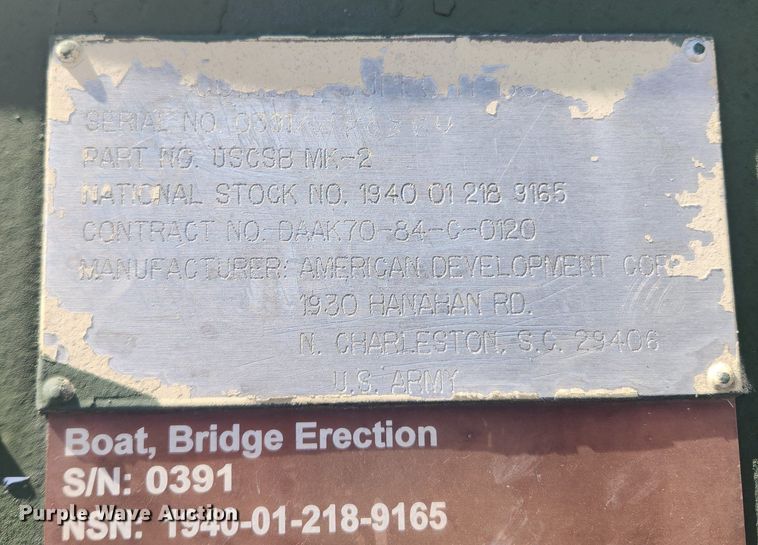 SERIAL NO. 0391
PART NO. USCSB MK-2
NATIONAL STOCK NO. 1940 01 218 9165
CONTRACT NO. DAAK70-84-C-0120
MANUFACTURER: AMERICAN DEVELOPMENT CORP
1930 HANAHAN RD.
N. CHARLESTON, S.C. 29406
U.S. ARMY
Boat, Bridge Erection
S/N: 0391
Purple Wave Auction
NSN: 1940-01-218-9165